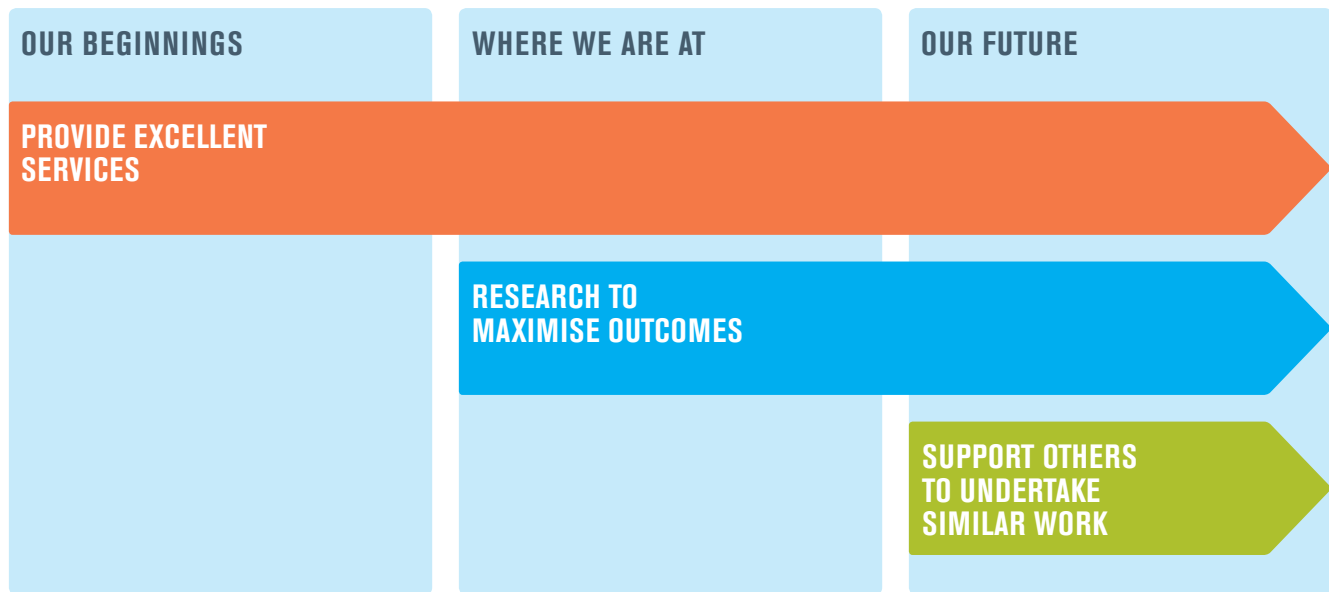 OUR BEGINNINGS
WHERE WE ARE AT
OUR FUTURE
PROVIDE EXCELLENT
SERVICES
RESEARCH TO
MAXIMISE OUTCOMES
SUPPORT OTHERS
TO UNDERTAKE
SIMILAR WORK